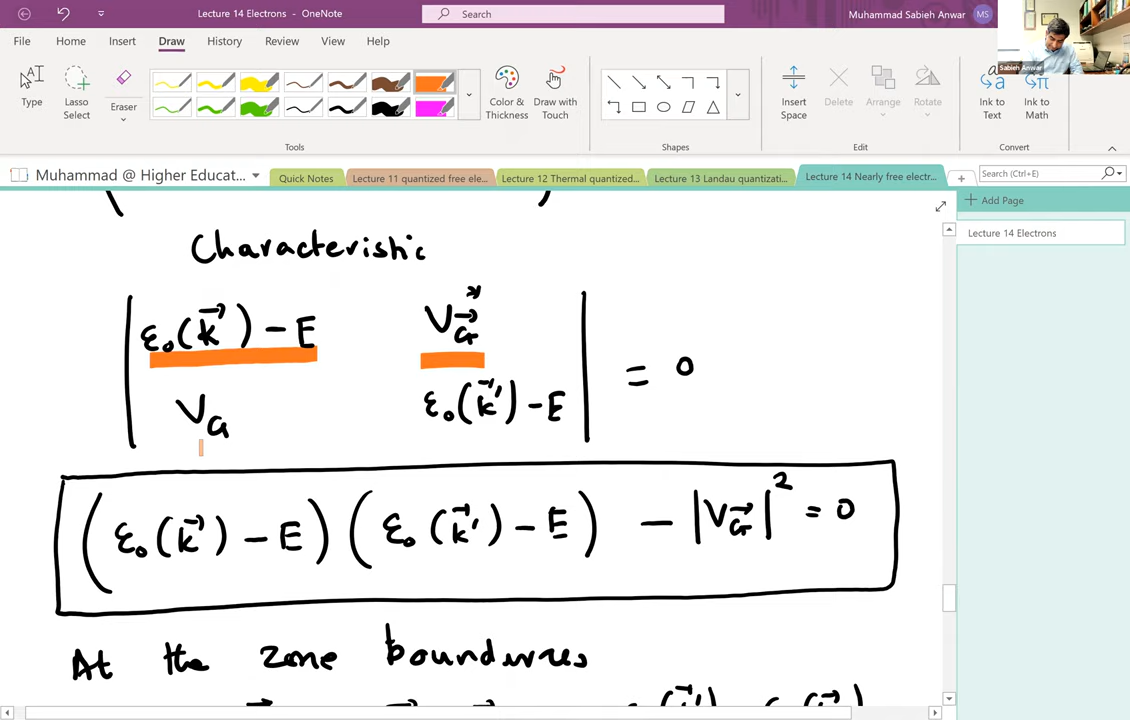 Lecture 14 Electrons - OneNote
Search
Muhammad Sabieh Anwar
MS
File Home Insert Draw History Review View Help
Sabieh Anwar
Type
Lasso Select
Eraser
Color & Thickness
Draw with Touch
Insert Space
Delete
Arrange
Rotate
Ink to Text
Ink to Math
Tools
Shapes
Edit
Convert
Muhammad @ Higher Educat...
Quick Notes
Lecture 11 quantized free ele...
Lecture 12 Thermal quantized...
Lecture 13 Landau quantizati...
Lecture 14 Nearly free electr...
Search (Ctrl+E)
Add Page
Lecture 14 Electrons
Characteristic
| ε₀(k⃗) - E V_G⃗* |
| V_G ε₀(k⃗') - E | = 0
(ε₀(k⃗) - E) (ε₀(k⃗') - E) - |V_G⃗|² = 0
At the zone boundaries